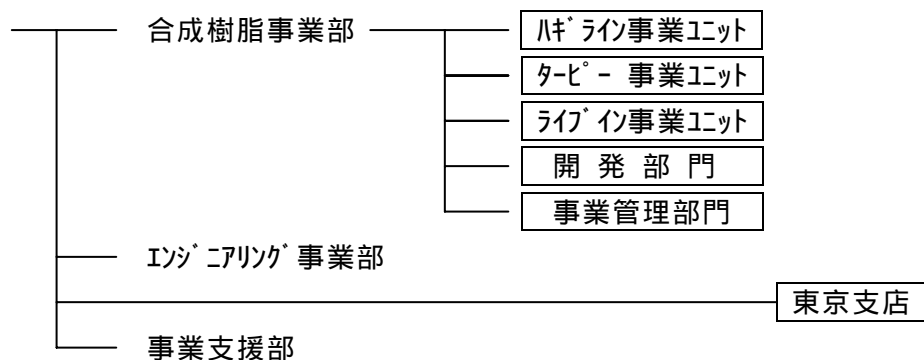 合成樹脂事業部 ﾊｷﾞﾗｲﾝ事業ﾕﾆｯﾄ
ﾀｰﾋﾟｰ 事業ﾕﾆｯﾄ
ﾗｲﾌﾞｲﾝ事業ﾕﾆｯﾄ
開 発 部 門
事業管理部門
ｴﾝｼﾞﾆｱﾘﾝｸﾞ事業部
東京支店
事業支援部